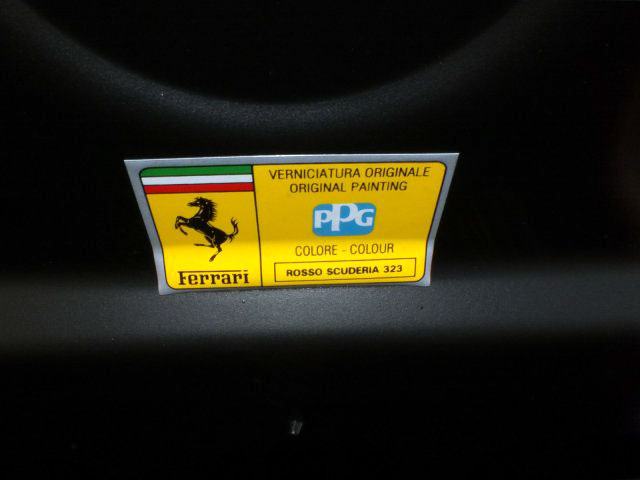 VERNICIATURA ORIGINALE
ORIGINAL PAINTING
PPG
COLORE - COLOUR
ROSSO SCUDERIA 323
Ferrari